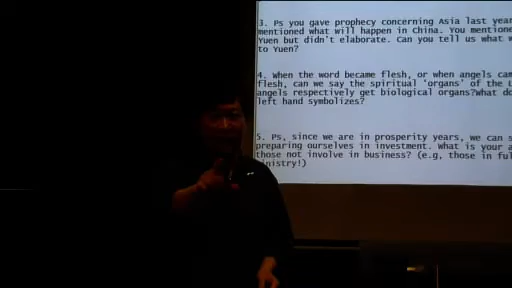 3. Ps you gave prophecy concerning Asia last year
mentioned what will happen in China. You mentione
Yuen but didn't elaborate. Can you tell us what w
to Yuen?
4. when the word became flesh, or when angels cam
flesh, can we say the spiritual 'organs' of the
angels respectively get biological organs?What do
left hand symbolizes?
5. Ps, since we are in prosperity years, we can s
preparing ourselves in investment. What is your a
those not involve in business? (e.g, those in ful
inistry!)